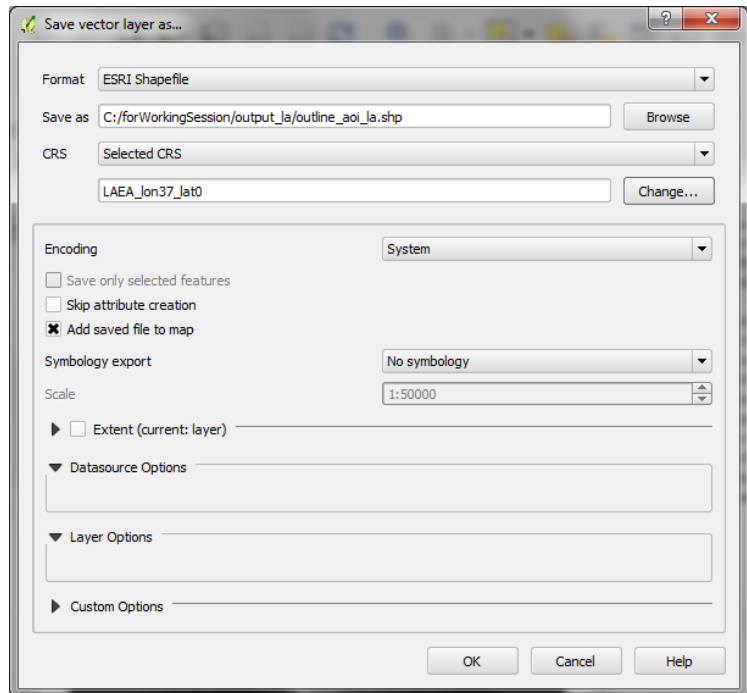 Save vector layer as...
Format ESRI Shapefile
Save as C:/forWorkingSession/output_la/outline_aoi_la.shp Browse
CRS Selected CRS
LAEA_lon37_lat0 Change...
Encoding System
Save only selected features
Skip attribute creation
Add saved file to map
Symbology export No symbology
Scale 1:50000
Extent (current: layer)
Datasource Options
Layer Options
Custom Options
OK Cancel Help